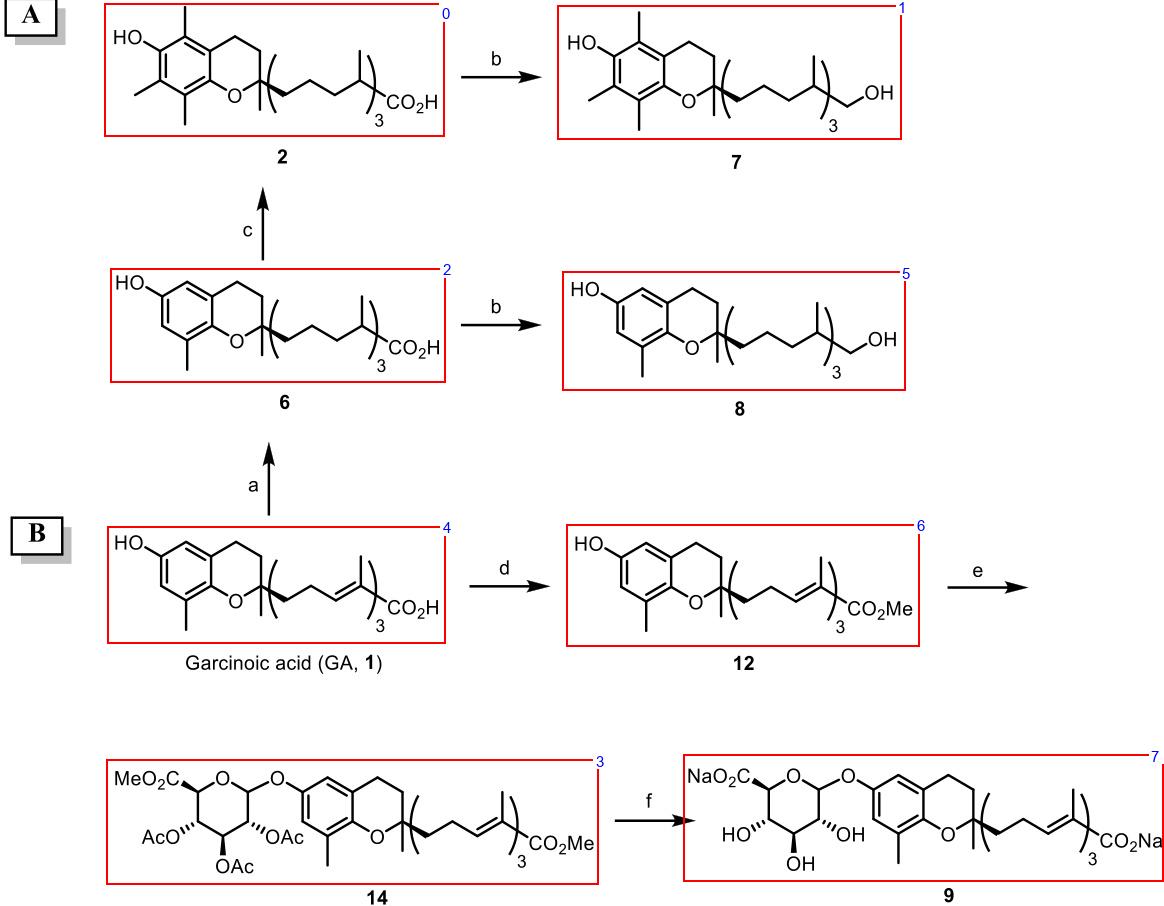 A
0
HO
O
3
CO₂H
2
b
1
HO
O
3
OH
7
c
2
HO
O
3
CO₂H
6
b
5
HO
O
3
OH
8
a
B
4
HO
O
3
CO₂H
Garcinoic acid (GA, 1)
d
6
HO
O
3
CO₂Me
12
e
3
MeO₂C
O
O
AcO
OAc
OAc
O
3
CO₂Me
14
f
7
NaO₂C
O
O
HO
OH
OH
O
3
CO₂Na
9